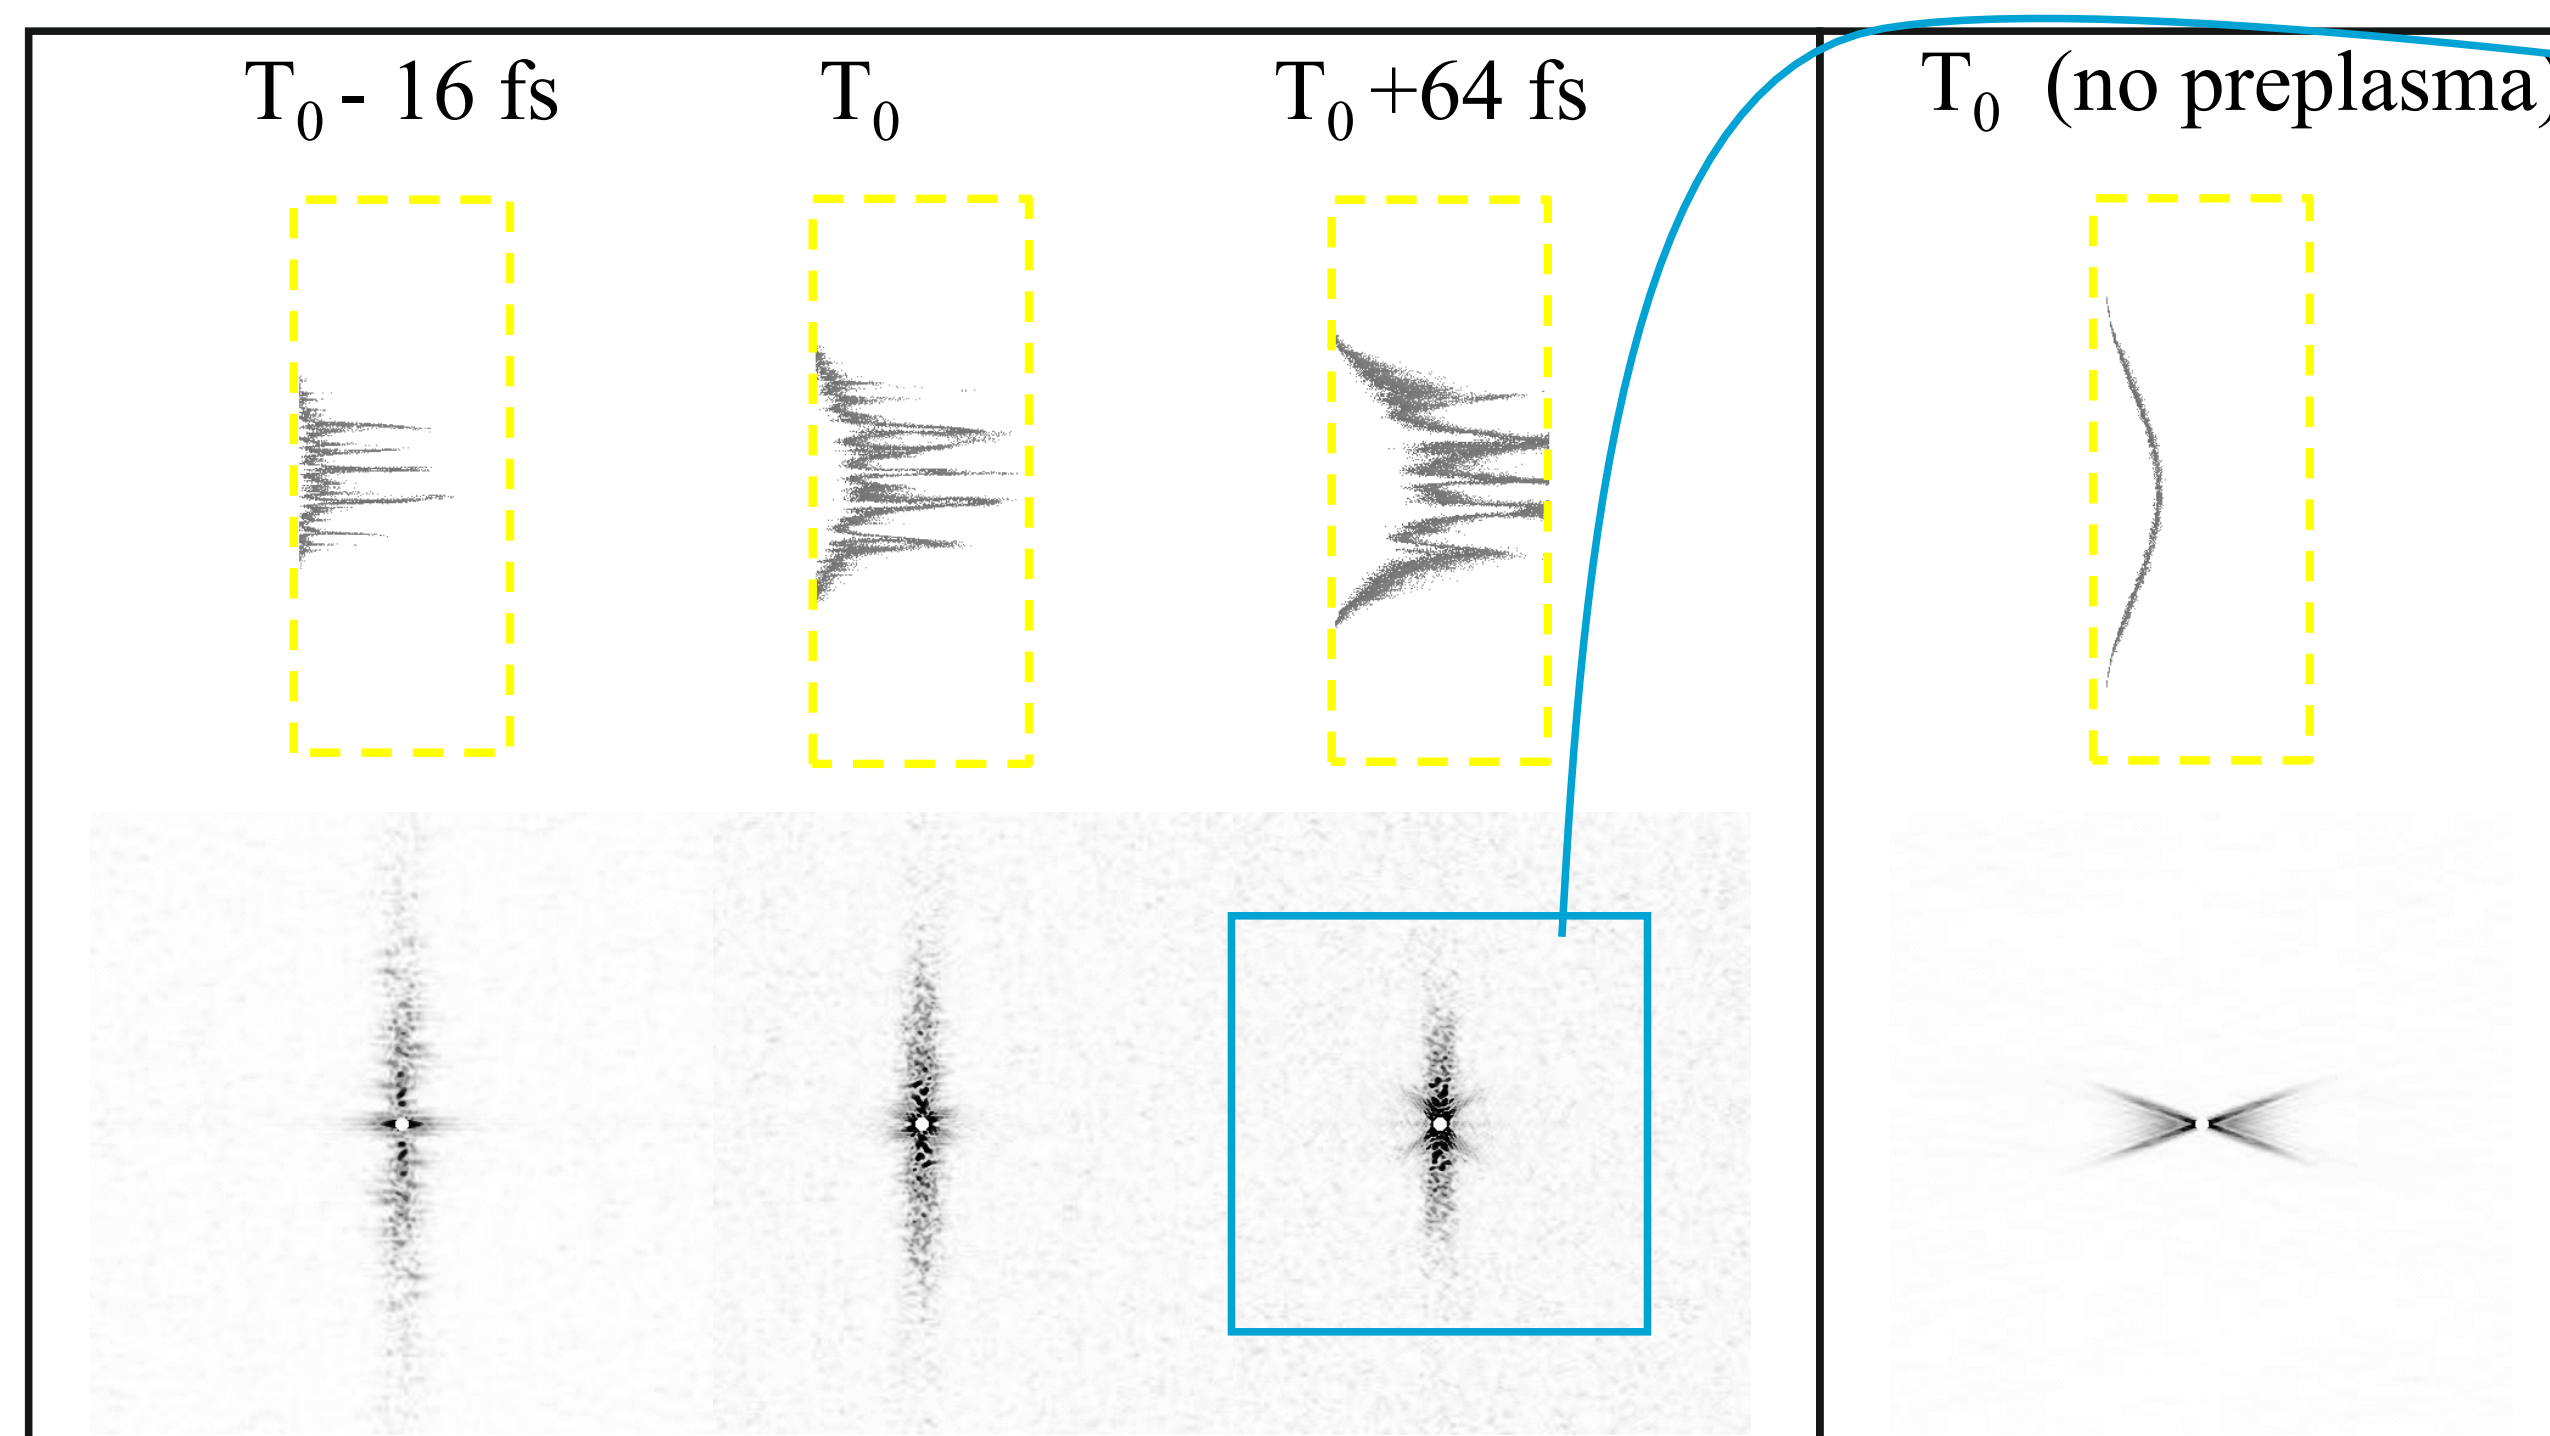 T₀ - 16 fs
T₀
T₀ +64 fs
T₀ (no preplasma)